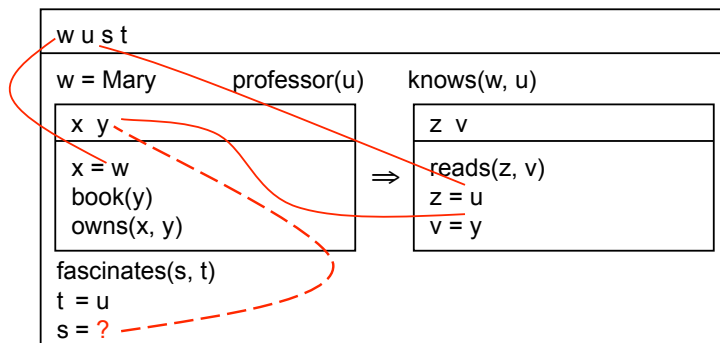 w u s t
w = Mary professor(u) knows(w, u)
x y
z v
x = w
book(y)
owns(x, y)
⇒
reads(z, v)
z = u
v = y
fascinates(s, t)
t = u
s = ?